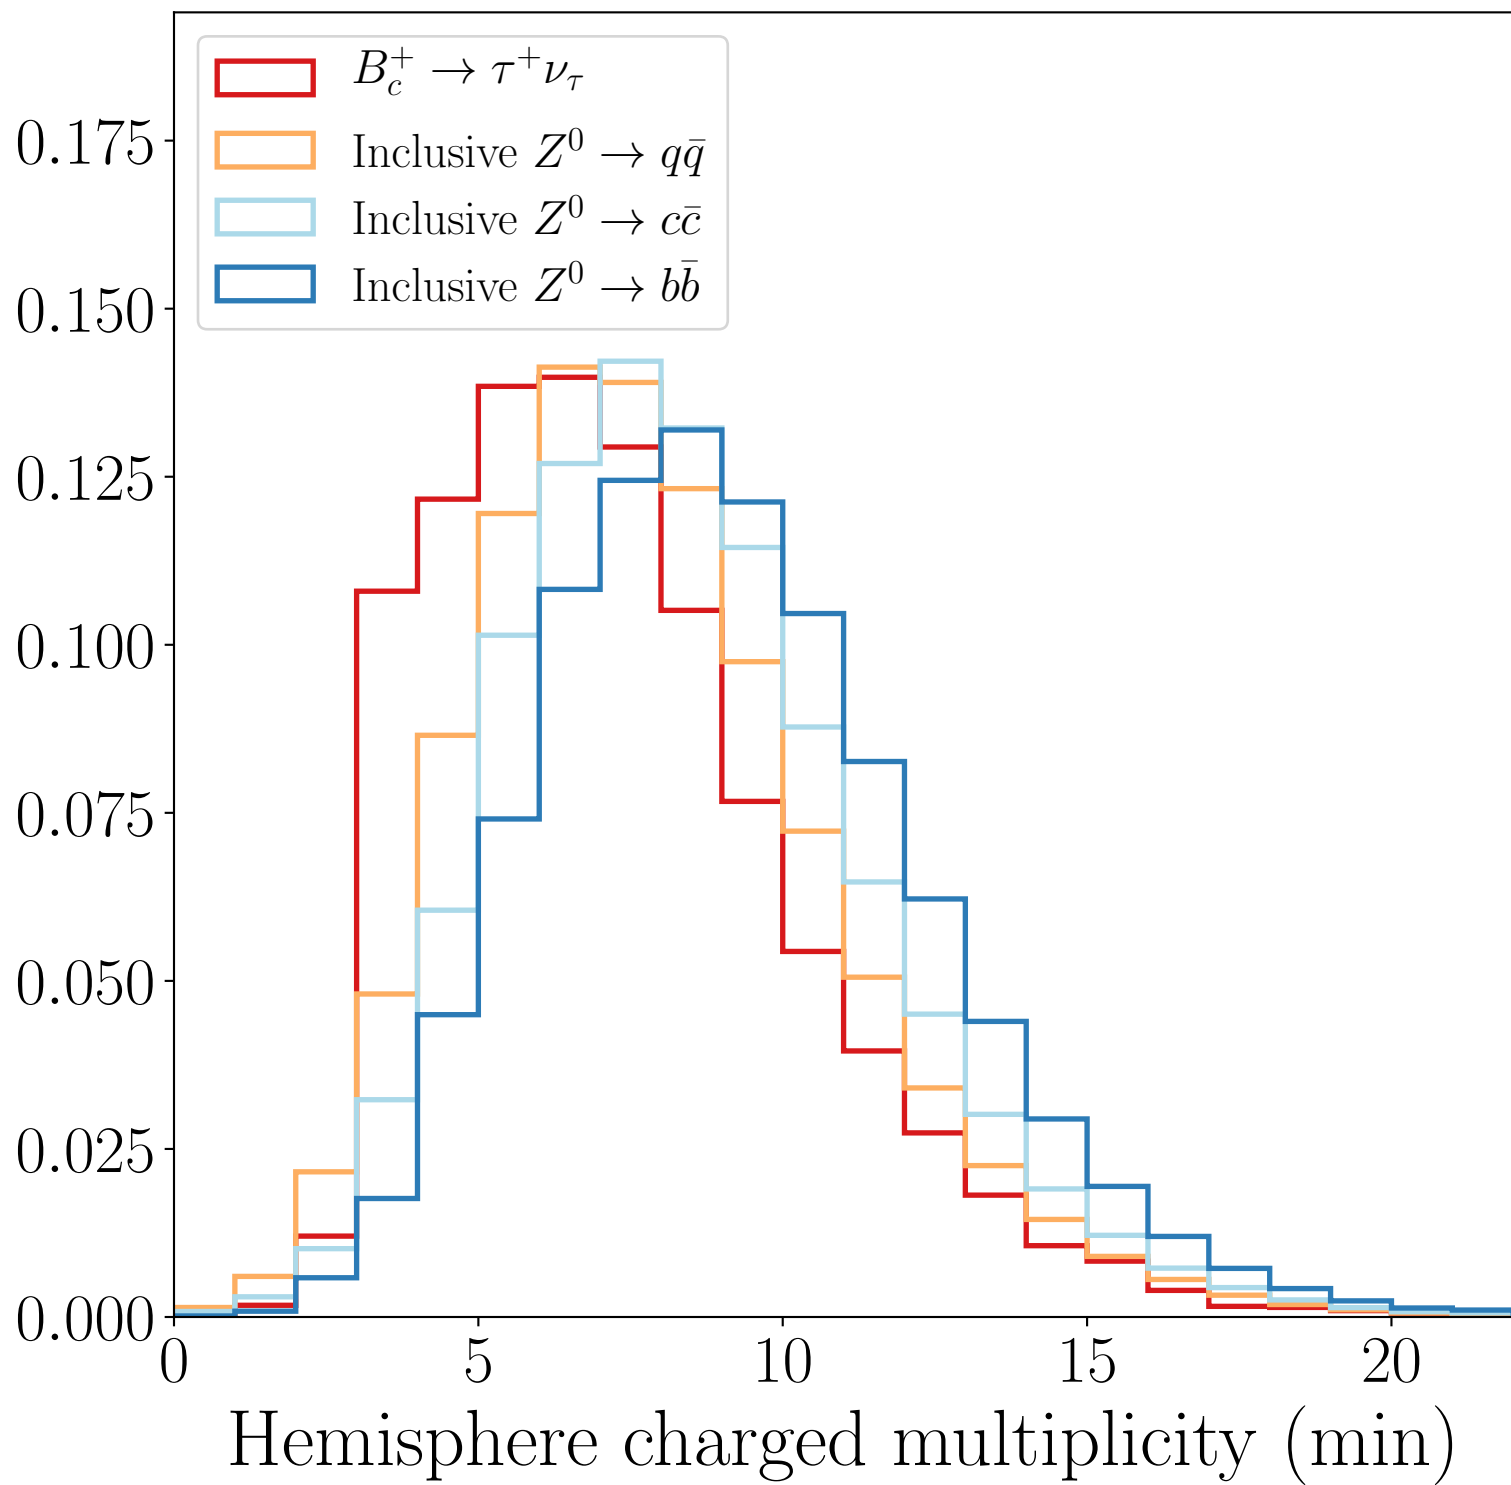 B_c^+ → τ^+ν_τ
Inclusive Z^0 → qq̄
Inclusive Z^0 → cc̄
Inclusive Z^0 → bb̄
0.175
0.150
0.125
0.100
0.075
0.050
0.025
0.000
0 5 10 15 20
Hemisphere charged multiplicity (min)